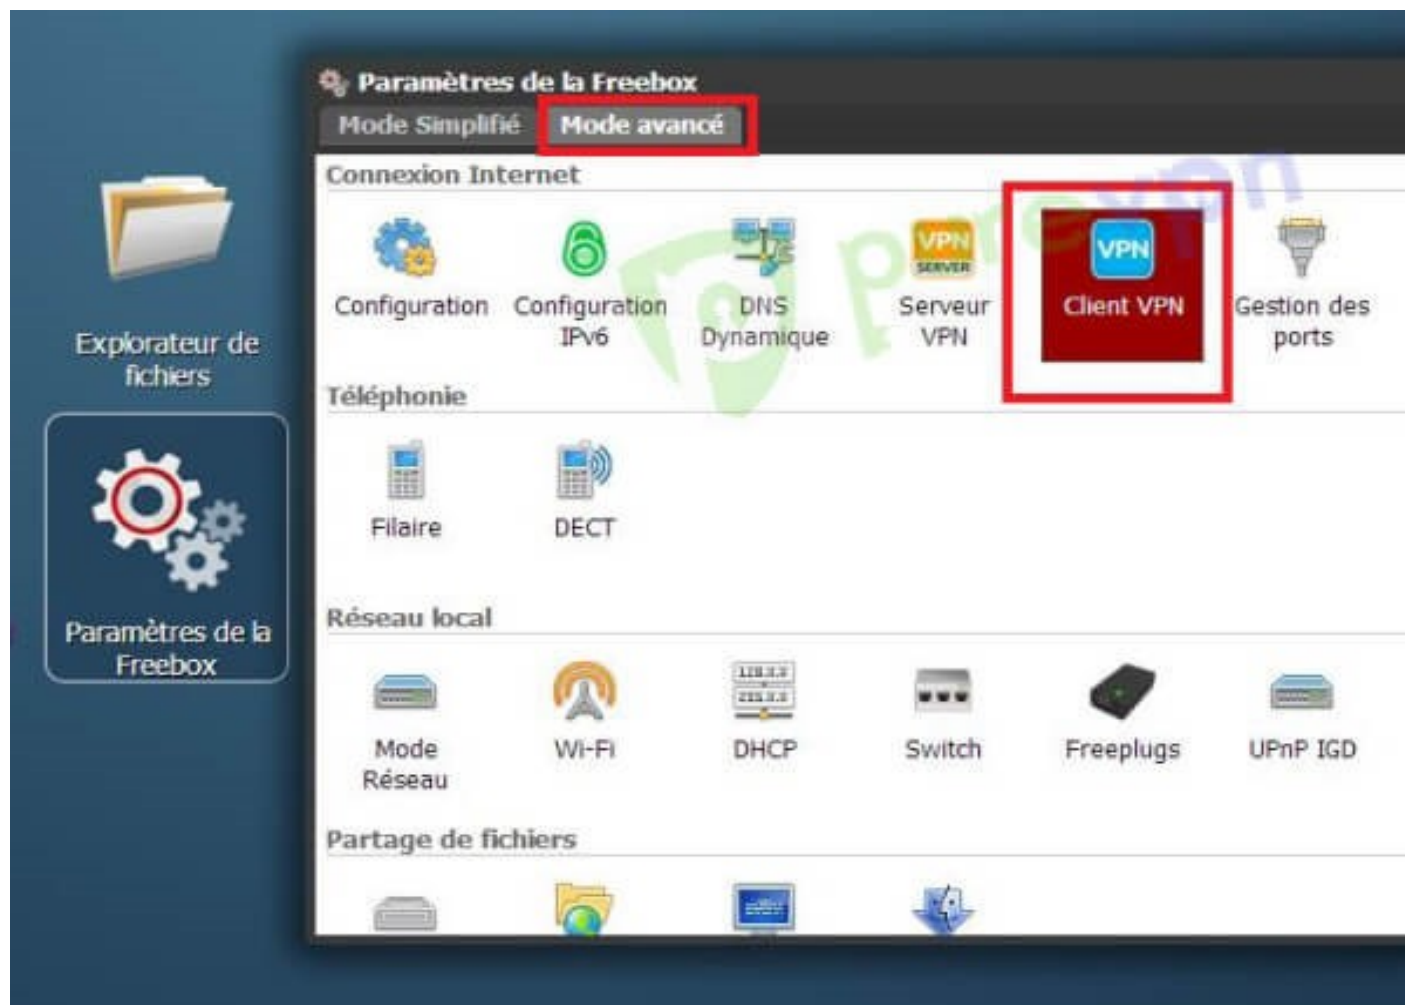 Paramètres de la Freebox
Mode Simplifié Mode avancé
Connexion Internet
purevpn
VPN
VPN
SERVER
Configuration
Configuration
IPv6
DNS
Dynamique
Serveur
VPN
Client VPN
Gestion des
ports
Explorateur de
fichiers
Téléphonie
Filaire
DECT
Paramètres de la
Freebox
Réseau local
Mode
Réseau
Wi-Fi
DHCP
Switch
Freeplugs
UPnP IGD
Partage de fichiers